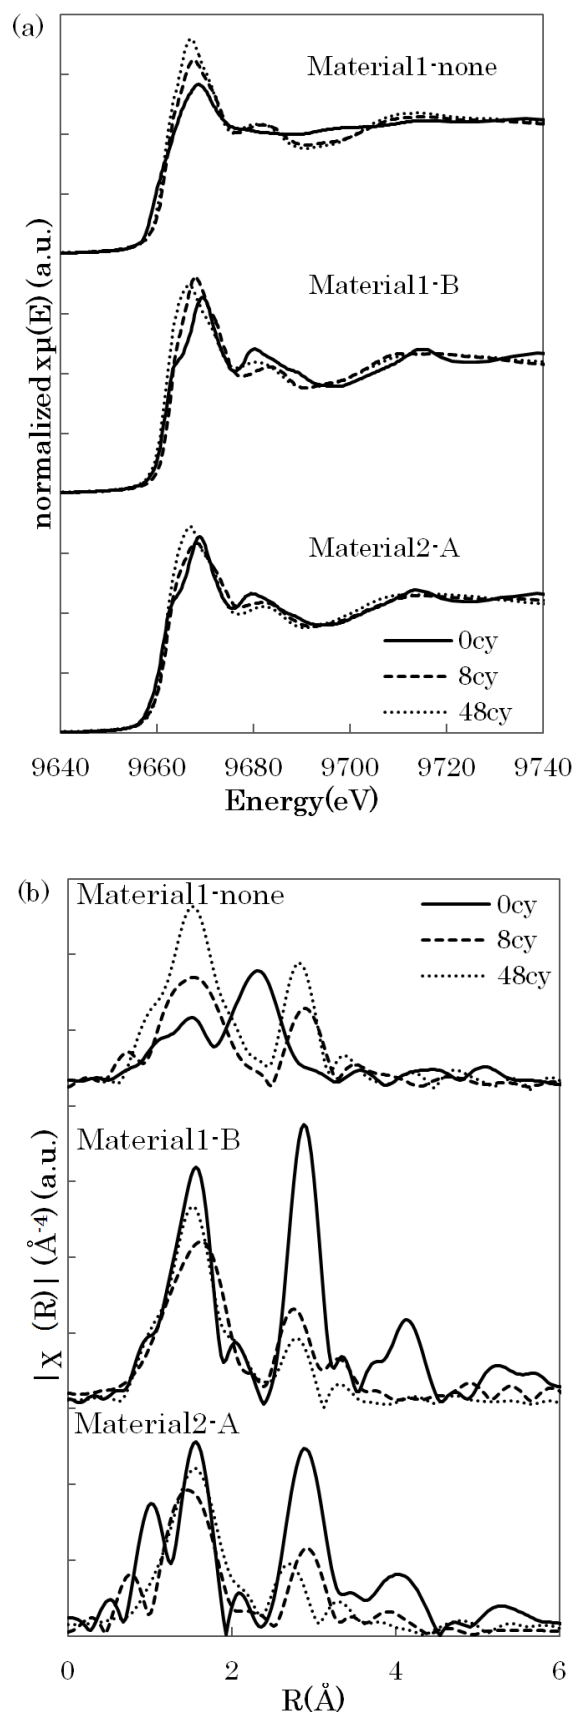 (a)
Material1-none
Material1-B
Material2-A
0cy
8cy
48cy
normalized xμ(E) (a.u.)
9640 9660 9680 9700 9720 9740
Energy(eV)
(b)
Material1-none
0cy
8cy
48cy
Material1-B
Material2-A
|χ (R)| (Å⁻⁴) (a.u.)
0 2 4 6
R(Å)